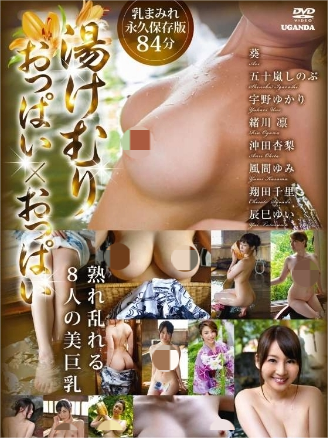 乳まみれ
永久保存版
84分
DVD
VIDEO
UGANDA
湯けむり
おっぱい×おっぱい
葵
Aoi
五十嵐しのぶ
宇野ゆかり
緒川 凛
沖田杏梨
風間ゆみ
翔田千里
辰巳ゆい
熟れ乱れる
8人の美巨乳